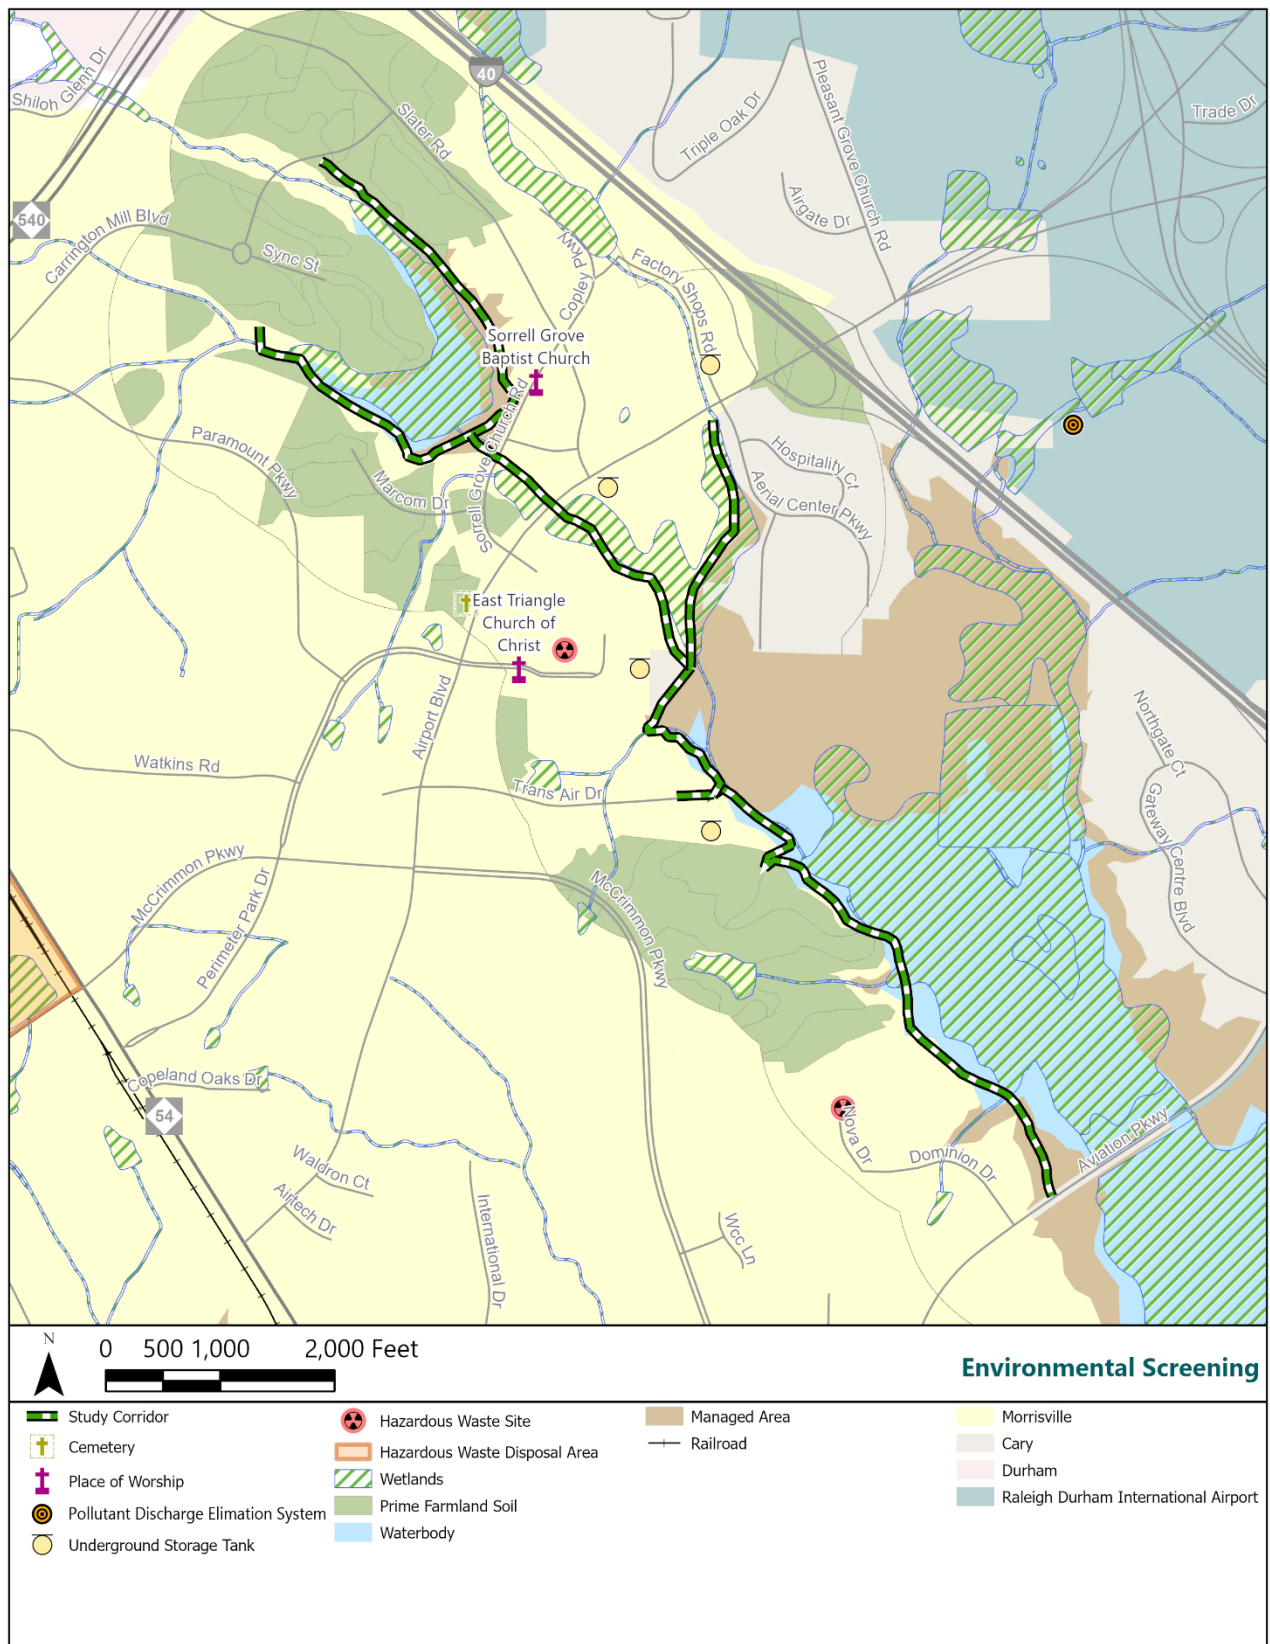 Shiloh Glenn Dr
40
Slater Rd
Triple Oak Dr
Pleasant Grove Church Rd
Trade Dr
540
Carrington Mill Blvd
Sync St
Copley Pkwy
Airgate Dr
Factory Shops Rd
Sorrell Grove
Baptist Church
Sorrell Grove Church Rd
Paramount Pkwy
Marcom Dr
Hospitality Ct
Aerial Center Pkwy
East Triangle
Church of
Christ
Airport Blvd
Watkins Rd
Trans Air Dr
Northgate Ct
Gateway Centre Blvd
McCrimmon Pkwy
Perimeter Park Dr
McCrimmon Pkwy
Copeland Oaks Dr
54
Nova Dr
Dominion Dr
Aviation Pkwy
Waldron Ct
Airtech Dr
International Dr
Wcc Ln
N
0 500 1,000 2,000 Feet
Environmental Screening
Study Corridor
Cemetery
Place of Worship
Pollutant Discharge Elimation System
Underground Storage Tank
Hazardous Waste Site
Hazardous Waste Disposal Area
Wetlands
Prime Farmland Soil
Waterbody
Managed Area
Railroad
Morrisville
Cary
Durham
Raleigh Durham International Airport